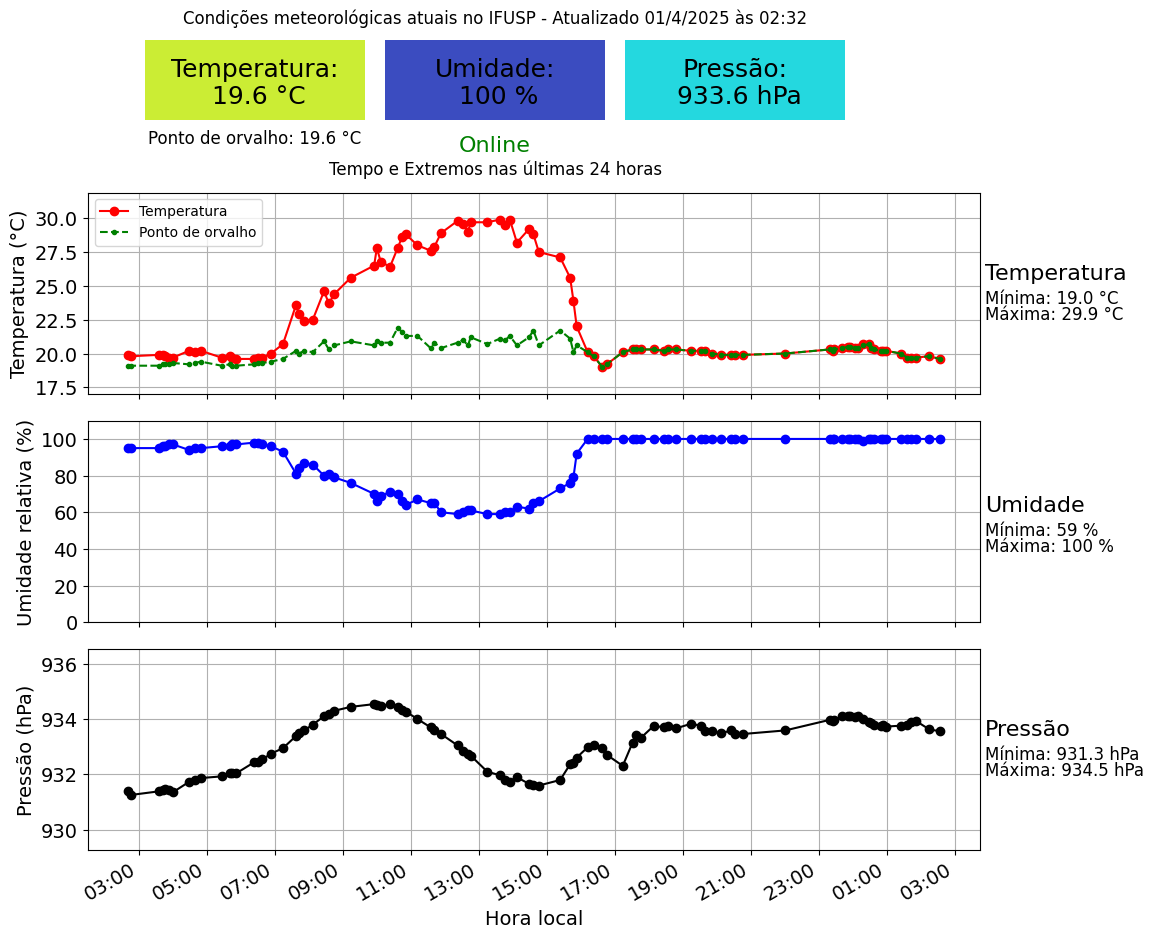 Condições meteorológicas atuais no IFUSP - Atualizado 01/4/2025 às 02:32
Temperatura:
19.6 °C
Umidade:
100 %
Pressão:
933.6 hPa
Ponto de orvalho: 19.6 °C
Online
Tempo e Extremos nas últimas 24 horas
Temperatura (°C)
30.0
27.5
25.0
22.5
20.0
17.5
Temperatura
Ponto de orvalho
Temperatura
Mínima: 19.0 °C
Máxima: 29.9 °C
Umidade relativa (%)
100
80
60
40
20
0
Umidade
Mínima: 59 %
Máxima: 100 %
Pressão (hPa)
936
934
932
930
Pressão
Mínima: 931.3 hPa
Máxima: 934.5 hPa
03:00 05:00 07:00 09:00 11:00 13:00 15:00 17:00 19:00 21:00 23:00 01:00 03:00
Hora local